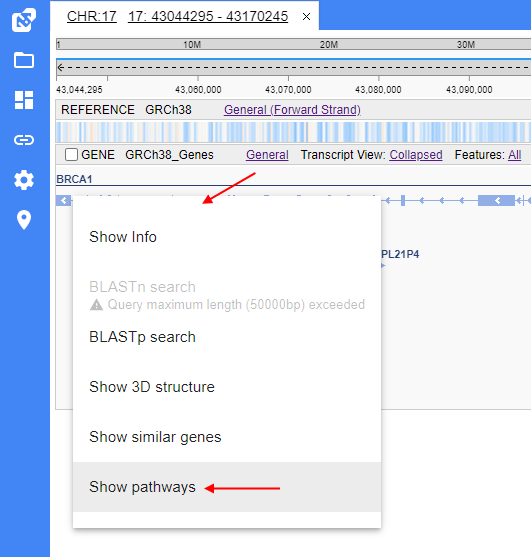 CHR:17 17: 43044295 - 43170245 ×
1 10M 20M 30M
43,044,295 43,060,000 43,070,000 43,080,000 43,090,000
REFERENCE GRCh38 General (Forward Strand)
GENE GRCh38_Genes General Transcript View: Collapsed Features: All
BRCA1
Show Info
PL21P4
BLASTn search
Query maximum length (50000bp) exceeded
BLASTp search
Show 3D structure
Show similar genes
Show pathways